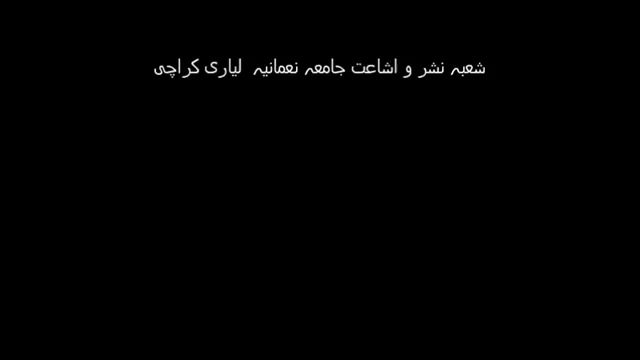 شعبہ نشر و اشاعت جامعہ نعمانیہ لیاری کراچی